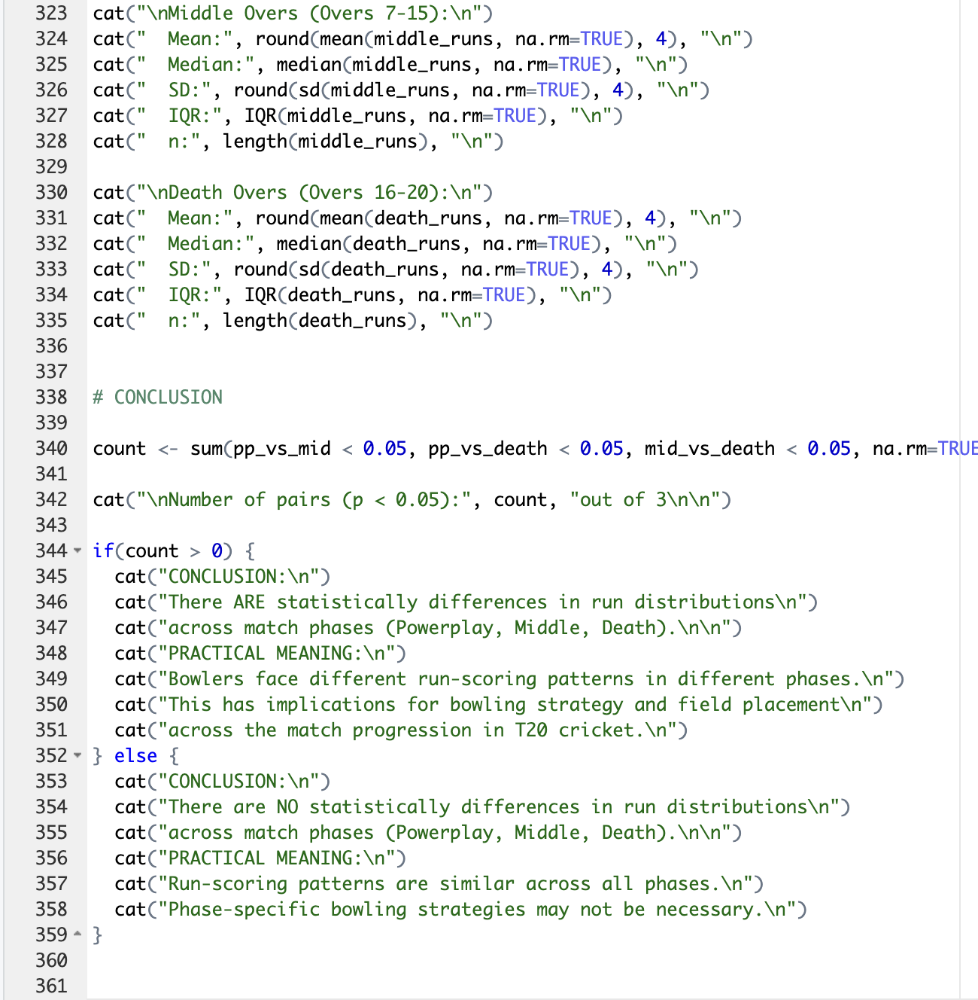 323 cat("\nMiddle Overs (Overs 7-15):\n")
324 cat("  Mean:", round(mean(middle_runs, na.rm=TRUE), 4), "\n")
325 cat("  Median:", median(middle_runs, na.rm=TRUE), "\n")
326 cat("  SD:", round(sd(middle_runs, na.rm=TRUE), 4), "\n")
327 cat("  IQR:", IQR(middle_runs, na.rm=TRUE), "\n")
328 cat("  n:", length(middle_runs), "\n")
329
330 cat("\nDeath Overs (Overs 16-20):\n")
331 cat("  Mean:", round(mean(death_runs, na.rm=TRUE), 4), "\n")
332 cat("  Median:", median(death_runs, na.rm=TRUE), "\n")
333 cat("  SD:", round(sd(death_runs, na.rm=TRUE), 4), "\n")
334 cat("  IQR:", IQR(death_runs, na.rm=TRUE), "\n")
335 cat("  n:", length(death_runs), "\n")
336
337
338 # CONCLUSION
339
340 count <- sum(pp_vs_mid < 0.05, pp_vs_death < 0.05, mid_vs_death < 0.05, na.rm=TRUE
341
342 cat("\nNumber of pairs (p < 0.05):", count, "out of 3\n\n")
343
344 if(count > 0) {
345   cat("CONCLUSION:\n")
346   cat("There ARE statistically differences in run distributions\n")
347   cat("across match phases (Powerplay, Middle, Death).\n\n")
348   cat("PRACTICAL MEANING:\n")
349   cat("Bowlers face different run-scoring patterns in different phases.\n")
350   cat("This has implications for bowling strategy and field placement\n")
351   cat("across the match progression in T20 cricket.\n")
352 } else {
353   cat("CONCLUSION:\n")
354   cat("There are NO statistically differences in run distributions\n")
355   cat("across match phases (Powerplay, Middle, Death).\n\n")
356   cat("PRACTICAL MEANING:\n")
357   cat("Run-scoring patterns are similar across all phases.\n")
358   cat("Phase-specific bowling strategies may not be necessary.\n")
359 }
360
361